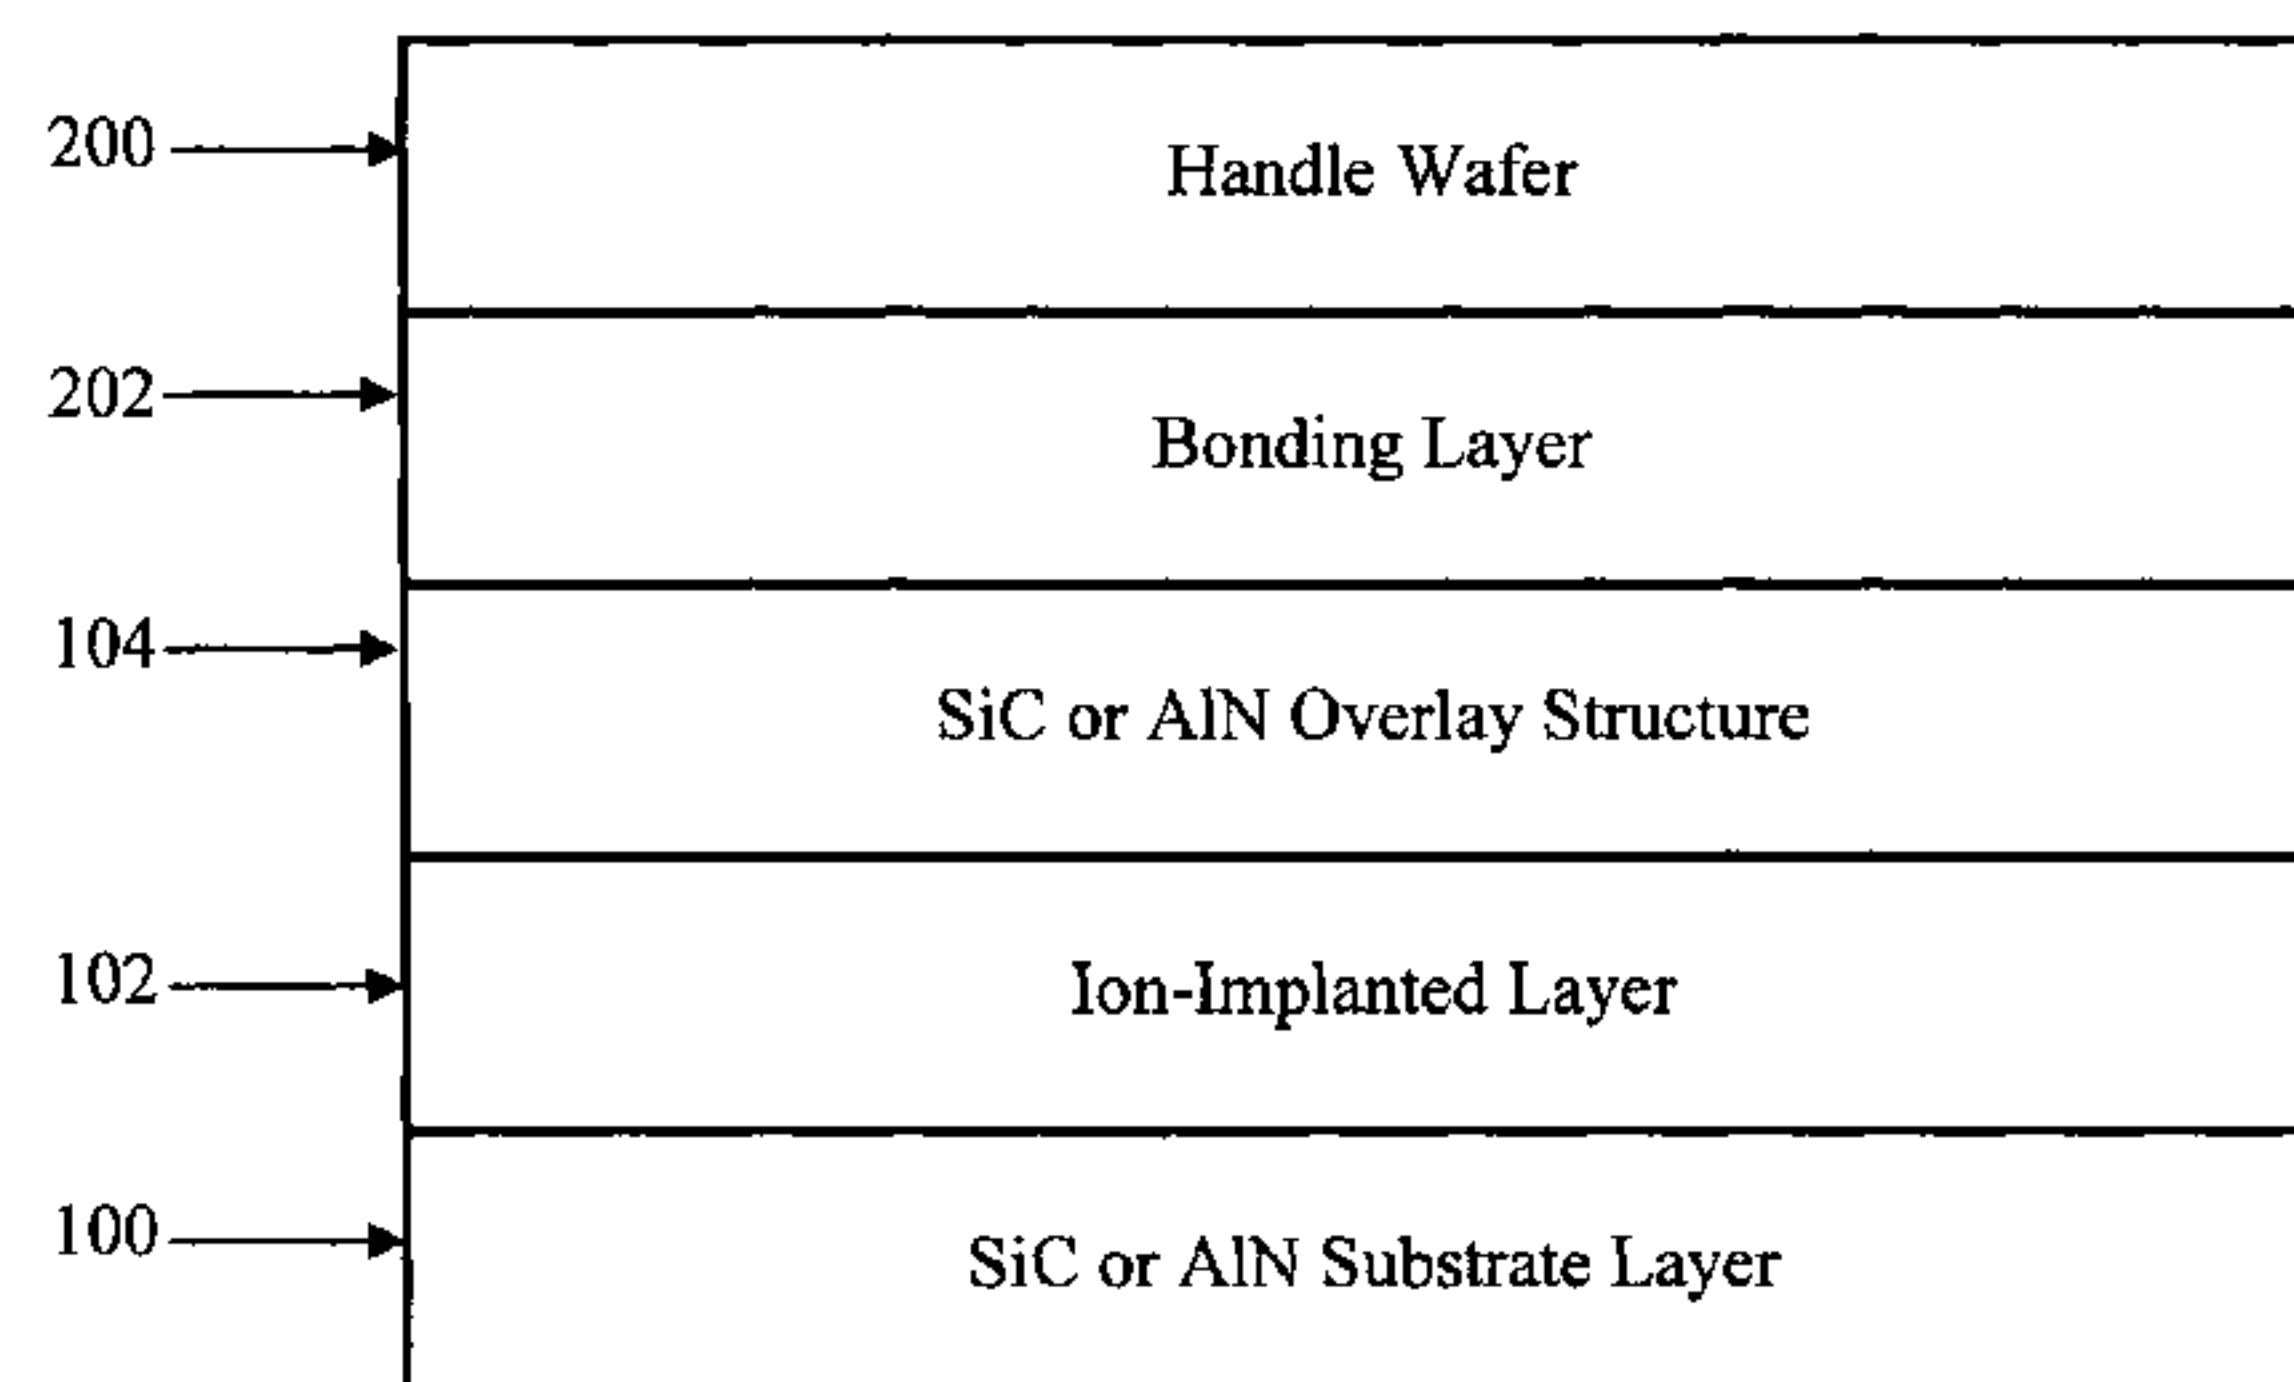 200
Handle Wafer
202
Bonding Layer
104
SiC or AlN Overlay Structure
102
Ion-Implanted Layer
100
SiC or AlN Substrate Layer